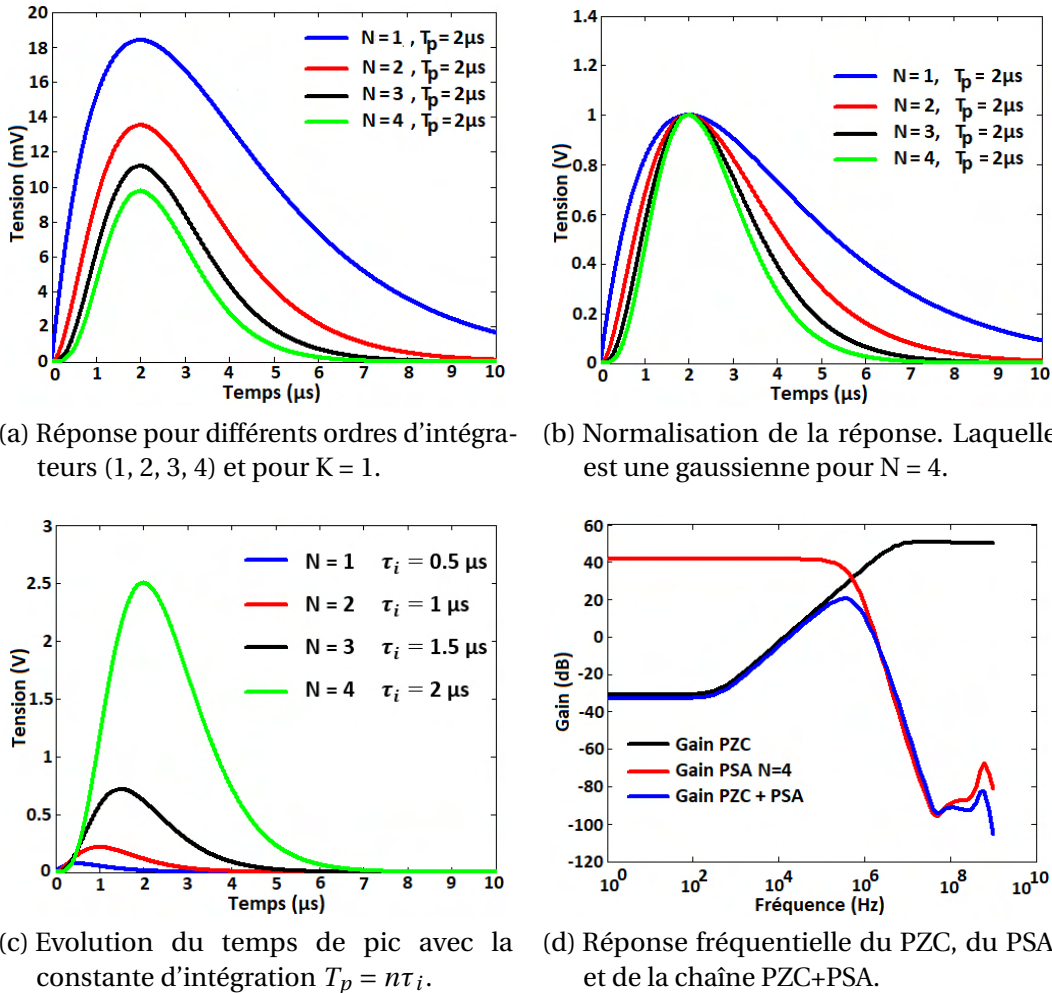 20
18
16
14
12
10
8
6
4
2
0
Tension (mV)
N = 1 , Tp = 2µs
N = 2 , Tp = 2µs
N = 3 , Tp = 2µs
N = 4 , Tp = 2µs
0 1 2 3 4 5 6 7 8 9 10
Temps (µs)
(a) Réponse pour différents ordres d'intégra-
teurs (1, 2, 3, 4) et pour K = 1.
1.4
1.2
1.0
0.8
0.6
0.4
0.2
0
Tension (V)
N = 1, Tp = 2µs
N = 2, Tp = 2µs
N = 3, Tp = 2µs
N = 4, Tp = 2µs
0 1 2 3 4 5 6 7 8 9 10
Temps (µs)
(b) Normalisation de la réponse. Laquelle
est une gaussienne pour N = 4.
3
2.5
2
1.5
1
0.5
0
Tension (V)
N = 1 τi = 0.5 µs
N = 2 τi = 1 µs
N = 3 τi = 1.5 µs
N = 4 τi = 2 µs
0 1 2 3 4 5 6 7 8 9 10
Temps (µs)
(c) Evolution du temps de pic avec la
constante d'intégration Tp = nτi.
60
40
20
0
-20
-40
-60
-80
-100
-120
Gain (dB)
Gain PZC
Gain PSA N=4
Gain PZC + PSA
10^0 10^2 10^4 10^6 10^8 10^10
Fréquence (Hz)
(d) Réponse fréquentielle du PZC, du PSA
et de la chaîne PZC+PSA.